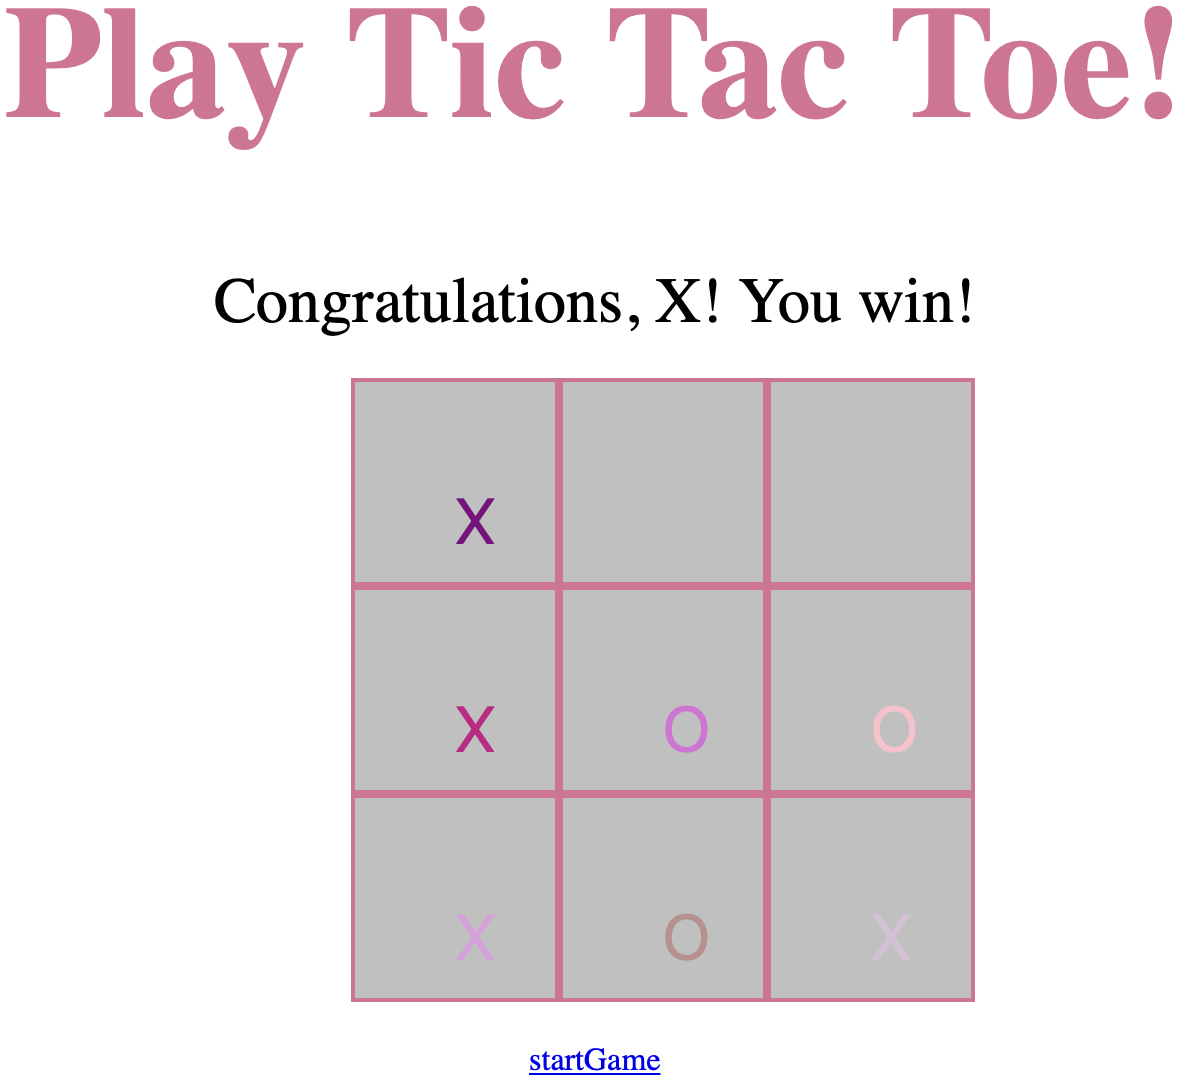 Play Tic Tac Toe!
Congratulations, X! You win!
X
X O O
X O X
startGame